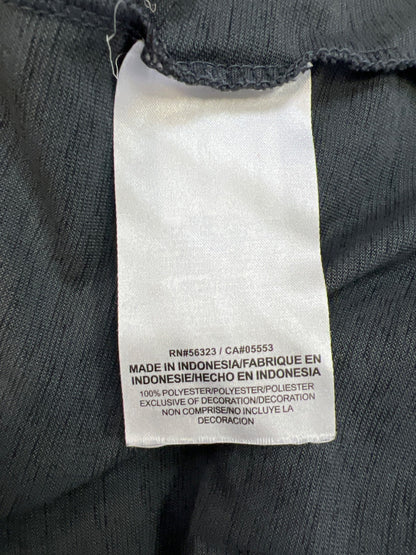 RN#56323 / CA#05553
MADE IN INDONESIA/FABRIQUE EN
INDONESIE/HECHO EN INDONESIA
100% POLYESTER/POLYESTER/POLIESTER
EXCLUSIVE OF DECORATION/DECORATION
NON COMPRISE/NO INCLUYE LA
DECORACION